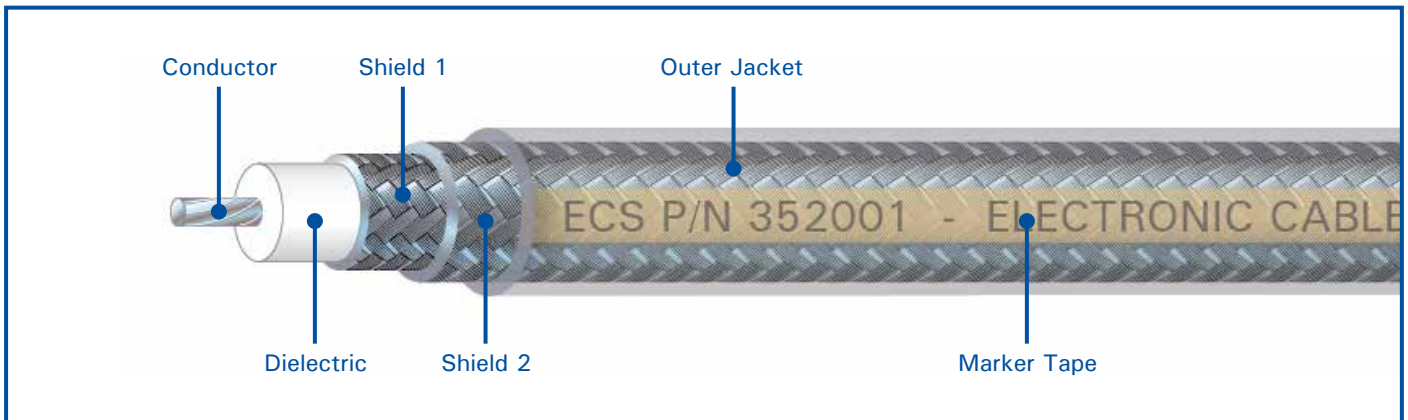 Conductor Shield 1 Outer Jacket
ECS P/N 352001 - ELECTRONIC CABLE
Dielectric Shield 2 Marker Tape